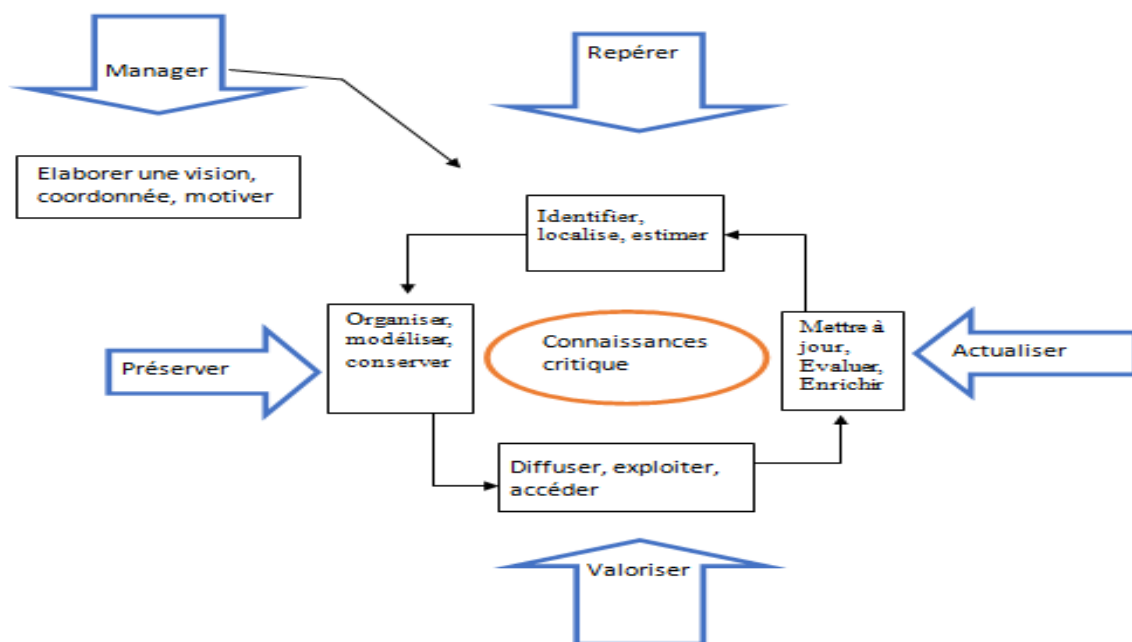 Manager
Repérer
Elaborer une vision,
coordonnée, motiver
Identifier,
localise, estimer
Organiser,
modéliser,
conserver
Connaissances
critique
Mettre à
jour,
Evaluer,
Enrichir
Préserver
Actualiser
Diffuser, exploiter,
accéder
Valoriser